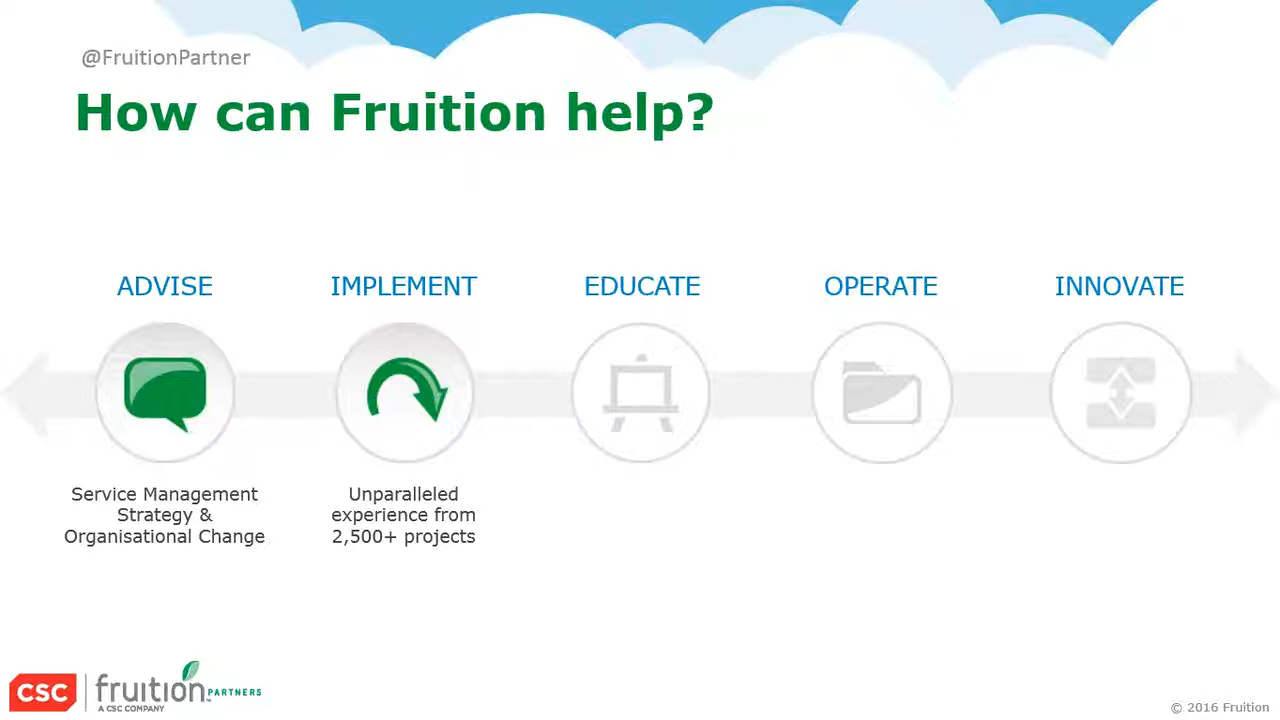 @FruitionPartner
How can Fruition help?
ADVISE
IMPLEMENT
EDUCATE
OPERATE
INNOVATE
Service Management
Strategy &
Organisational Change
Unparalleled
experience from
2,500+ projects
CSC
fruition PARTNERS
A CSC COMPANY
© 2016 Fruition